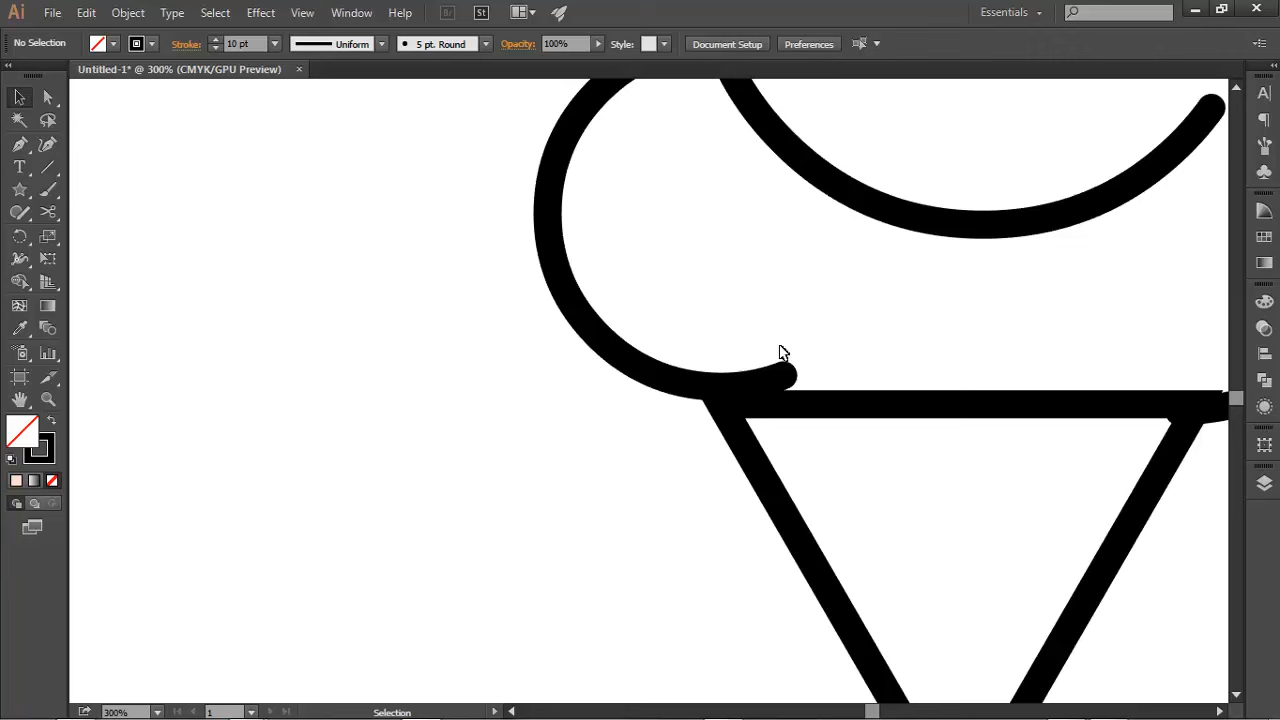 Ai File Edit Object Type Select Effect View Window Help Br St Essentials
No Selection Stroke: 10 pt Uniform 5 pt. Round Opacity: 100% Style: Document Setup Preferences
Untitled-1* @ 300% (CMYK/GPU Preview) ×
T
A
300% 1 Selection